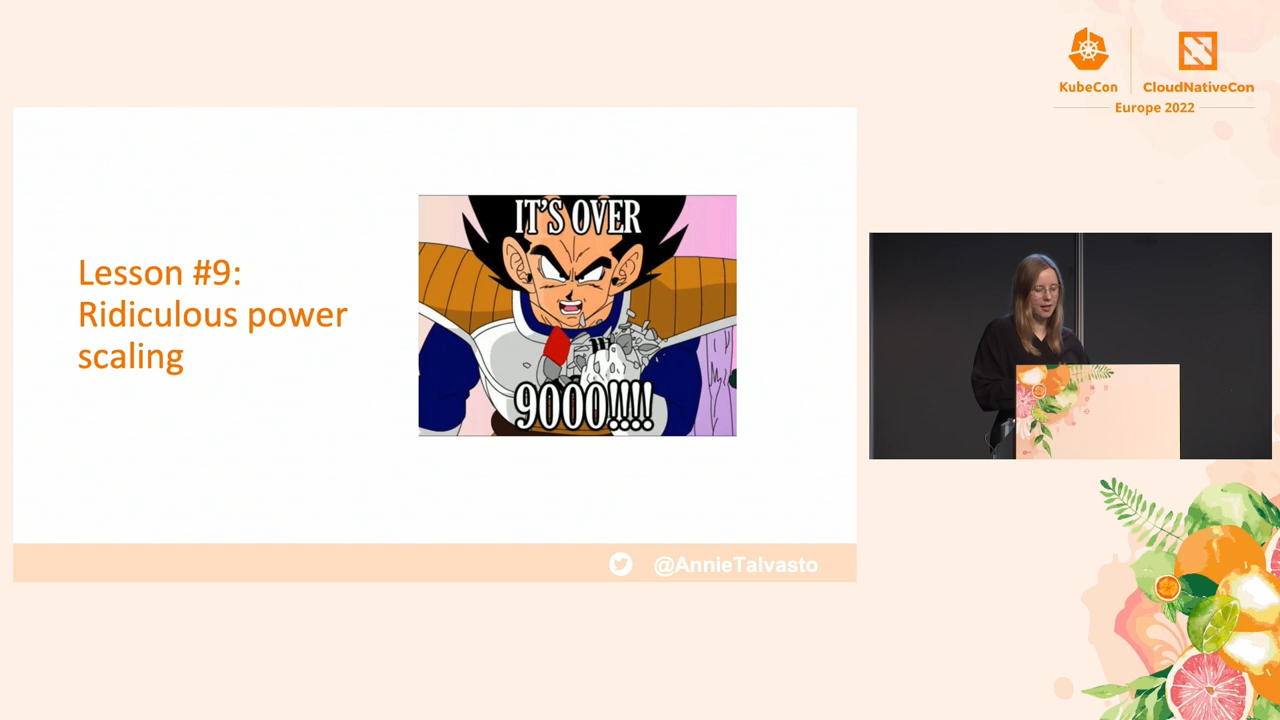 KubeCon
CloudNativeCon
Europe 2022
Lesson #9:
Ridiculous power
scaling
IT'S OVER
9000!!!!
@AnnieTalvasto